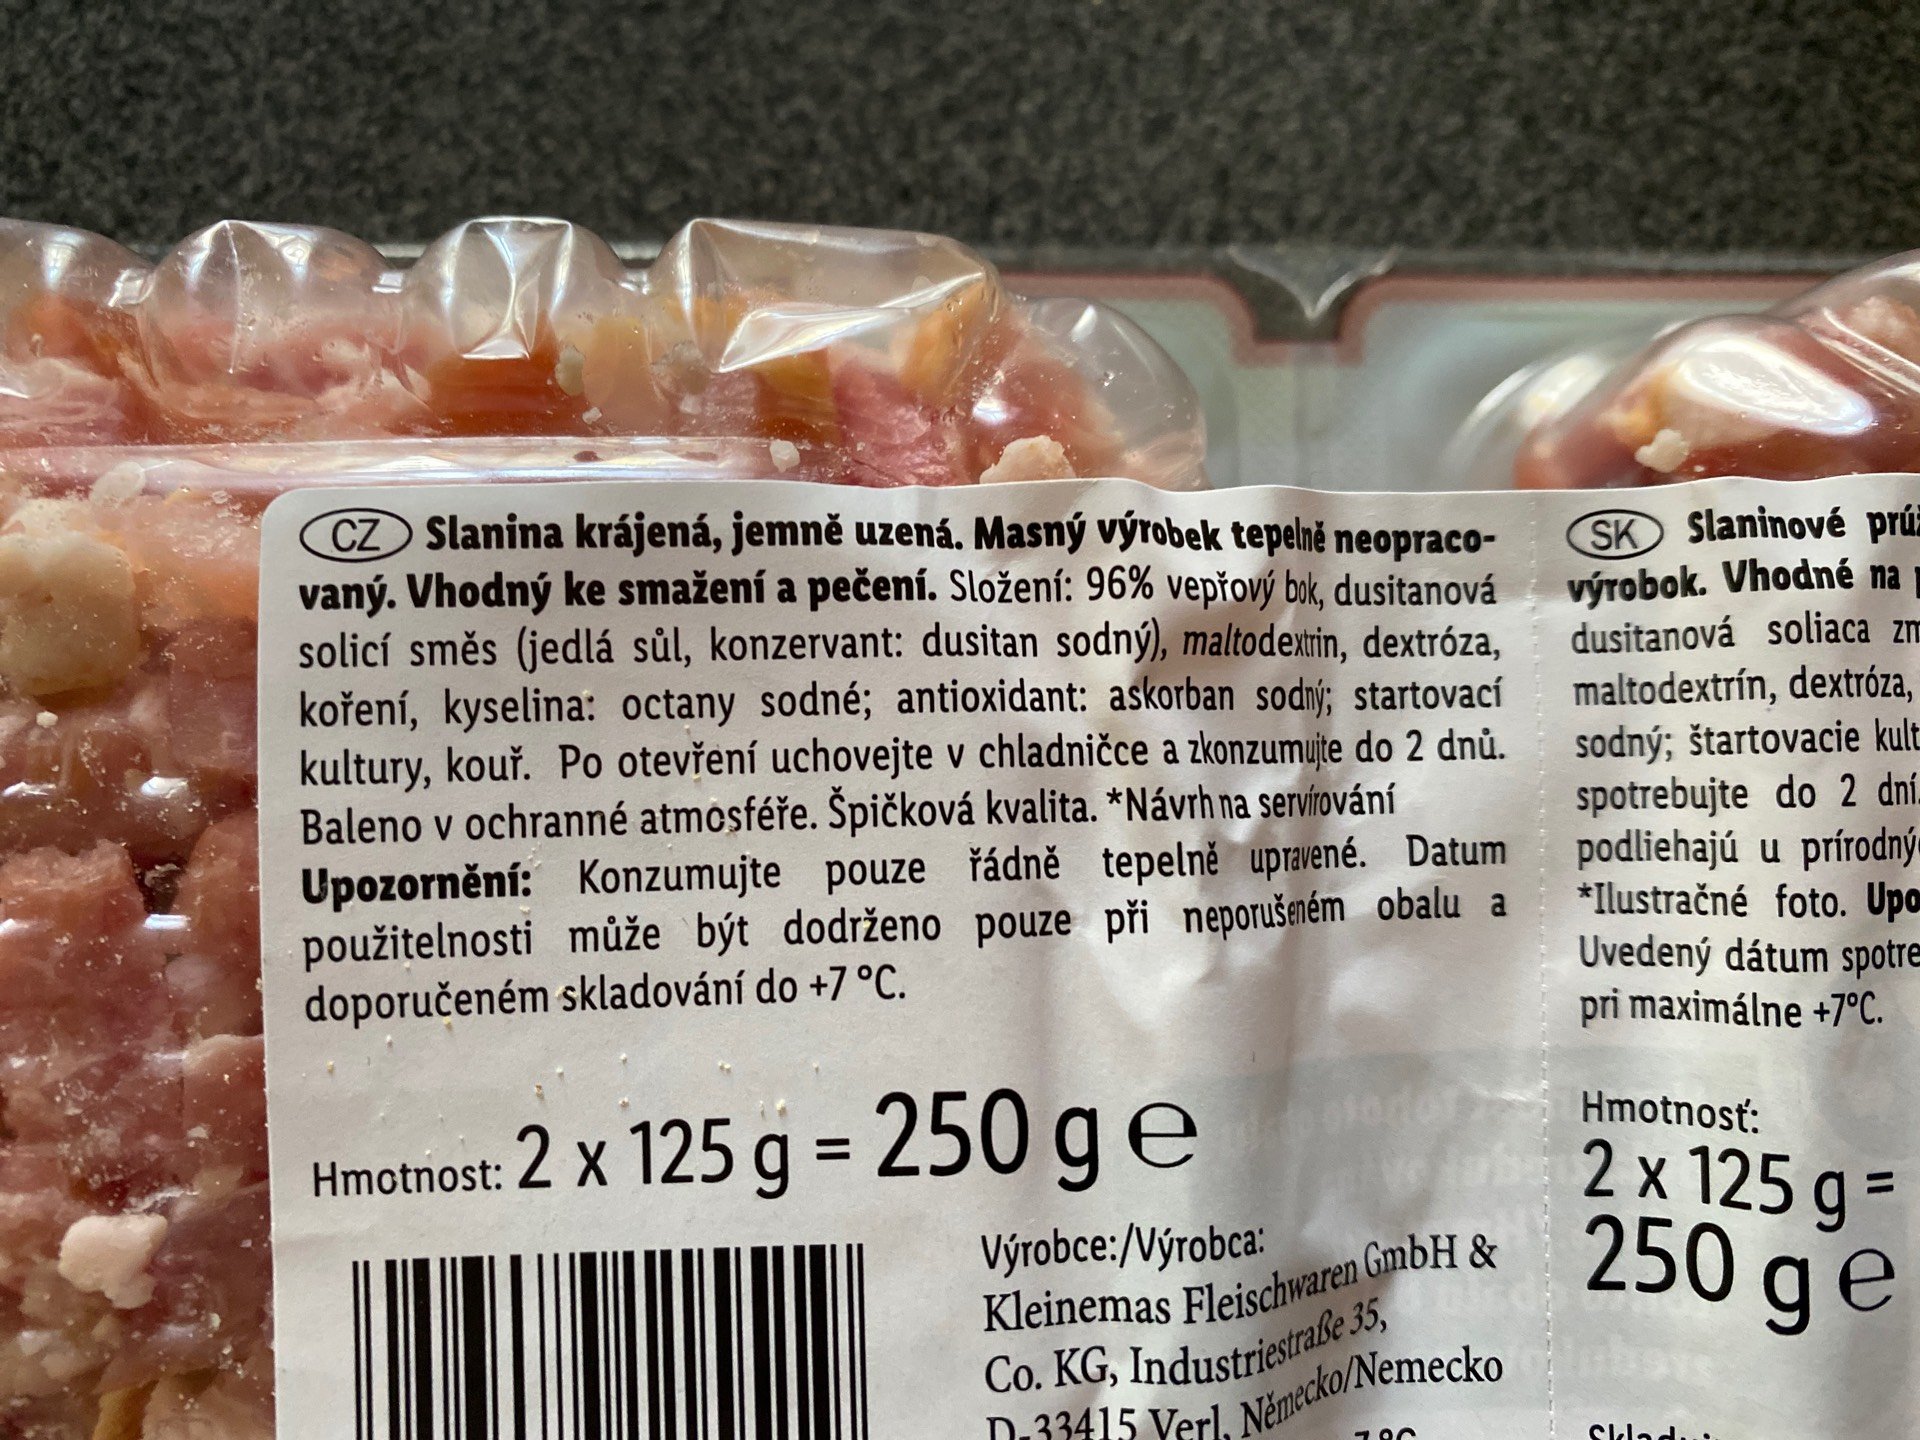 CZ Slanina krájená, jemně uzená. Masný výrobek tepelně neopraco-
vaný. Vhodný ke smažení a pečení. Složení: 96% vepřový bok, dusitanová
solicí směs (jedlá sůl, konzervant: dusitan sodný), maltodextrin, dextróza,
koření, kyselina: octany sodné; antioxidant: askorban sodný; startovací
kultury, kouř. Po otevření uchovejte v chladničce a zkonzumujte do 2 dnů.
Baleno v ochranné atmosféře. Špičková kvalita. *Návrh na servírování
Upozornění: Konzumujte pouze řádně tepelně upravené. Datum
použitelnosti může být dodrženo pouze při neporušeném obalu a
doporučeném skladování do +7 °C.
Hmotnost: 2 x 125 g = 250 g e
Výrobce:/Výrobca:
Kleinemas Fleischwaren GmbH &
Co. KG, Industriestraße 35,
D-33415 Verl, Německo/Nemecko
SK Slaninové
výrobok. Vhodné na
dusitanová soliaca
maltodextrín, dextróza,
sodný; štartovacie
spotrebujte do 2 dní.
podliehajú u
*Ilustračné foto.
Uvedený dátum
pri maximálne +7°C.
Hmotnosť:
2 x 125 g =
250 g e